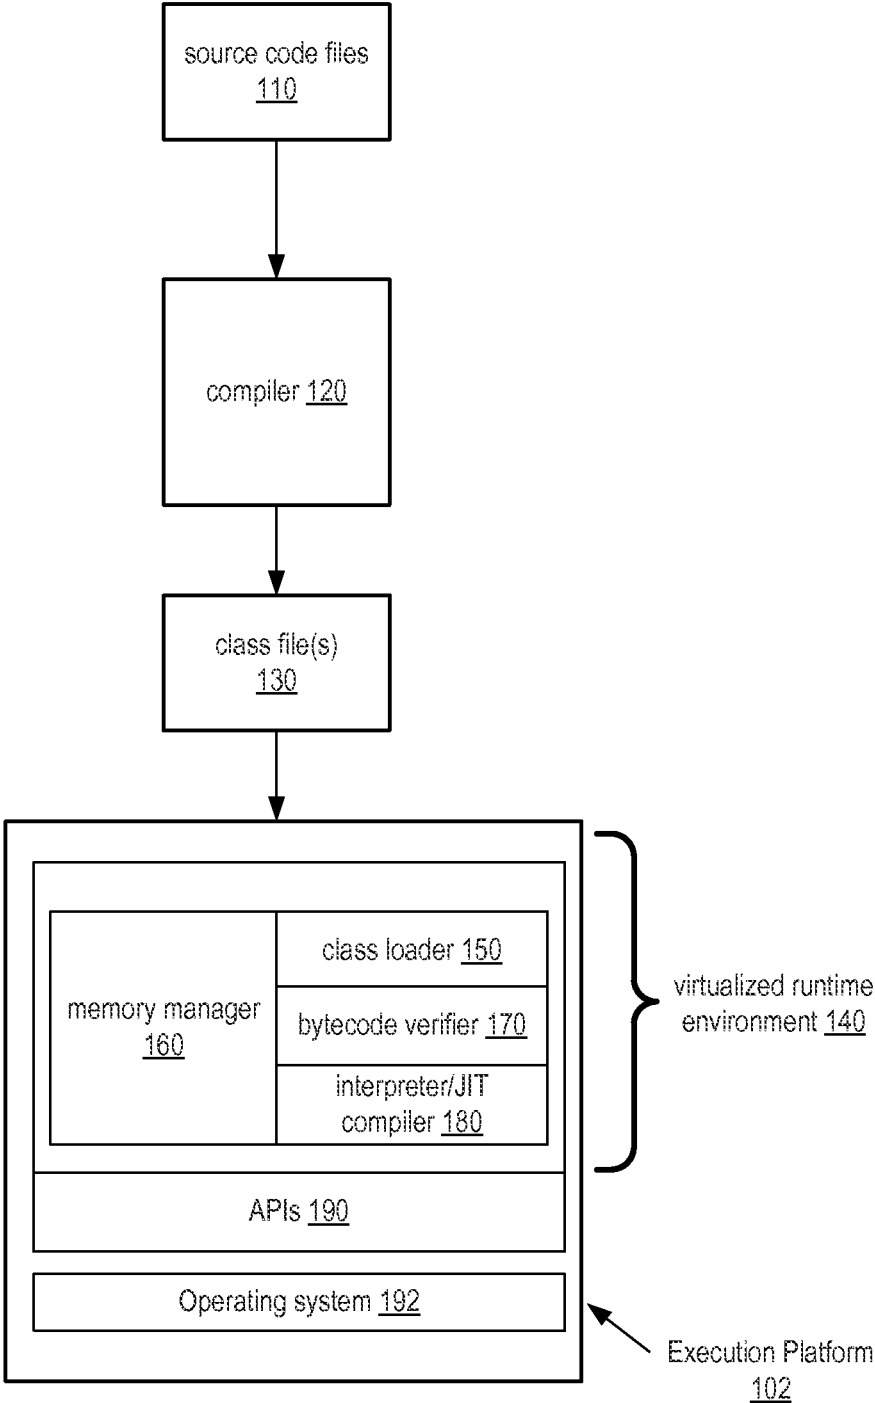 source code files
110
compiler 120
class file(s)
130
class loader 150
memory manager
160
bytecode verifier 170
interpreter/JIT
compiler 180
virtualized runtime
environment 140
APIs 190
Operating system 192
Execution Platform
102